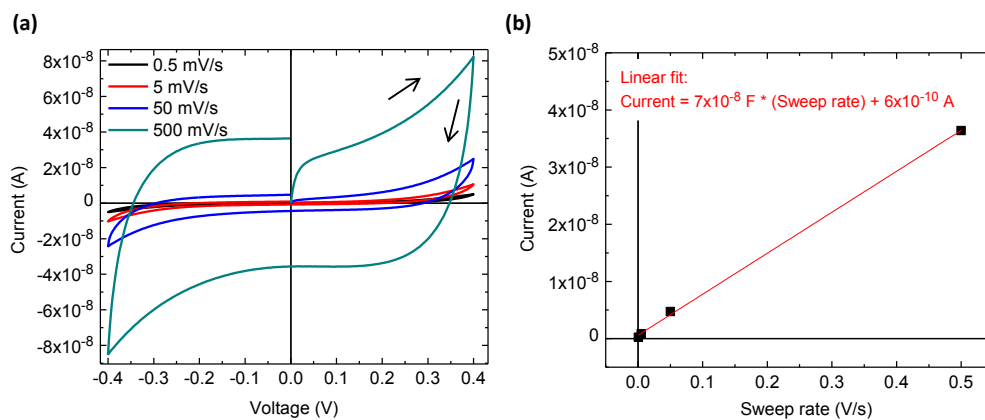 (a)
8x10⁻⁸
6x10⁻⁸
4x10⁻⁸
2x10⁻⁸
0
-2x10⁻⁸
-4x10⁻⁸
-6x10⁻⁸
-8x10⁻⁸
Current (A)
0.5 mV/s
5 mV/s
50 mV/s
500 mV/s
-0.4 -0.3 -0.2 -0.1 0.0 0.1 0.2 0.3 0.4
Voltage (V)
(b)
5x10⁻⁸
4x10⁻⁸
3x10⁻⁸
2x10⁻⁸
1x10⁻⁸
0
Current (A)
Linear fit:
Current = 7x10⁻⁸ F * (Sweep rate) + 6x10⁻¹⁰ A
0.0 0.1 0.2 0.3 0.4 0.5
Sweep rate (V/s)